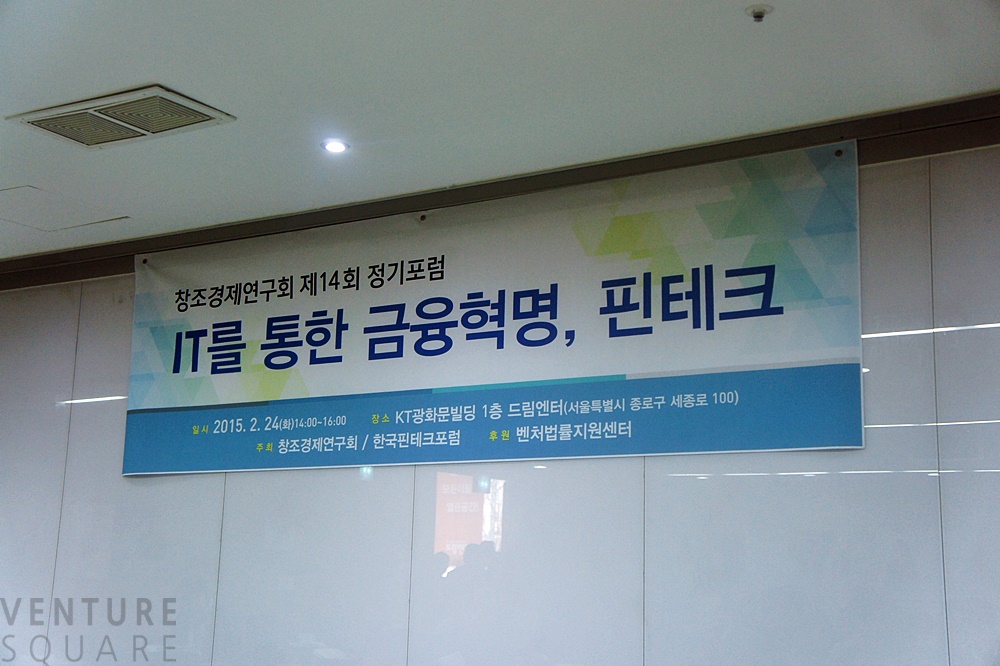 창조경제연구회 제14회 정기포럼
IT를 통한 금융혁명, 핀테크
일시 2015. 2. 24(화)14:00~16:00 장소 KT광화문빌딩 1층 드림엔터(서울특별시 종로구 세종로 100)
주최 창조경제연구회 / 한국핀테크포럼 후원 벤처법률지원센터
VENTURE
SQUARE